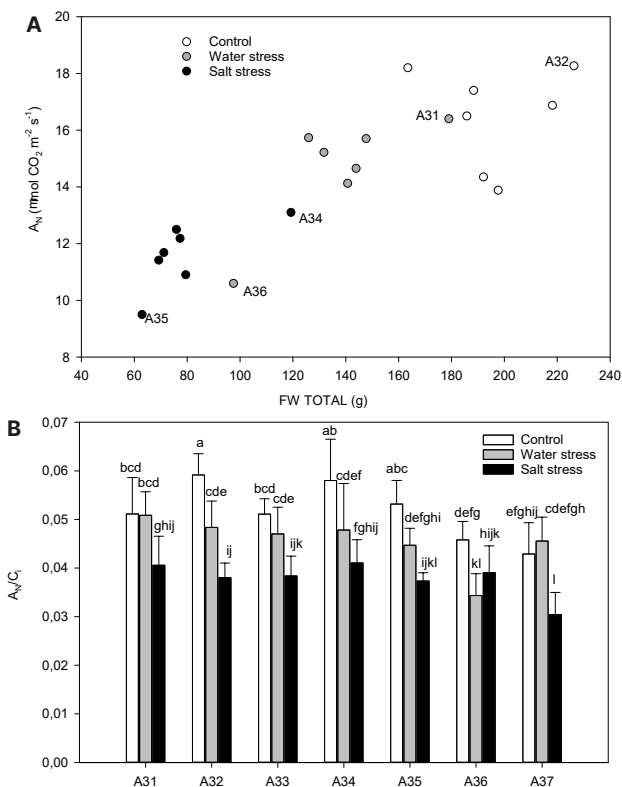 A
20
18
16
14
12
10
8
A_N (mmol CO2 m-2 s-1)
Control
Water stress
Salt stress
A32
A31
A34
A36
A35
40 60 80 100 120 140 160 180 200 220 240
FW TOTAL (g)
B
0,07
0,06
0,05
0,04
0,03
0,02
0,01
0,00
A_N/C_i
Control
Water stress
Salt stress
bcd bcd ghij
a cde ij
bcd cde ijk
ab cdef fghij
abc defghi ijkl
defg kl hijk
efghij cdefgh l
A31 A32 A33 A34 A35 A36 A37